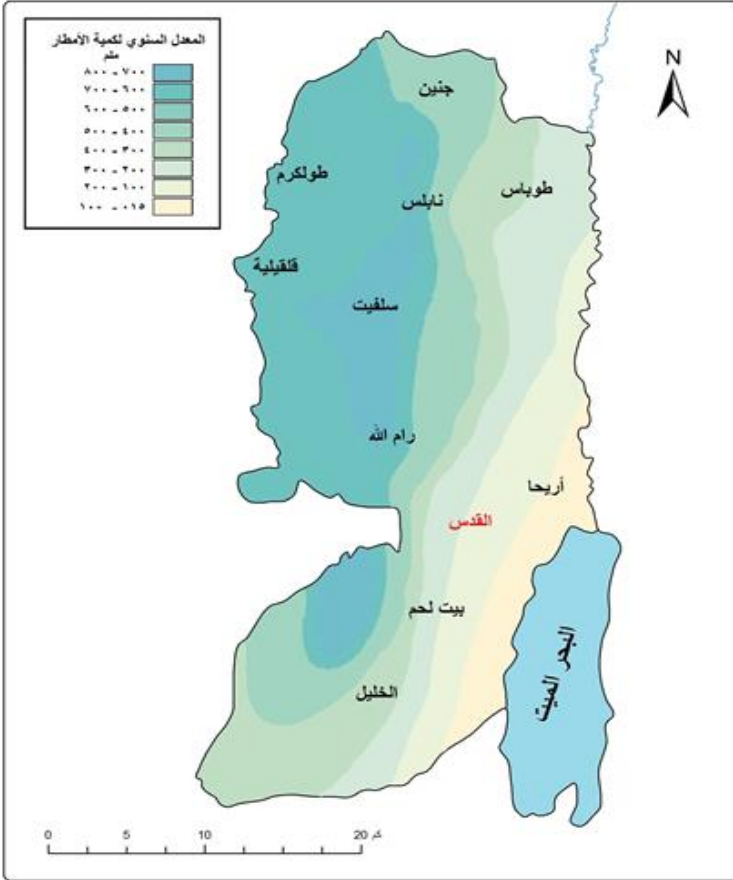 المعدل السنوي لكمية الأمطار
ملم
٧٠٠ - ٨٠٠
٦٠٠ - ٧٠٠
٥٠٠ - ٦٠٠
٤٠٠ - ٥٠٠
٣٠٠ - ٤٠٠
٢٠٠ - ٣٠٠
١٠٠ - ٢٠٠
٠١٥ - ١٠٠
N
جنين
طولكرم
نابلس
طوباس
قلقيلية
سلفيت
رام الله
أريحا
القدس
بيت لحم
البحر الميت
الخليل
0 5 10 20 كم